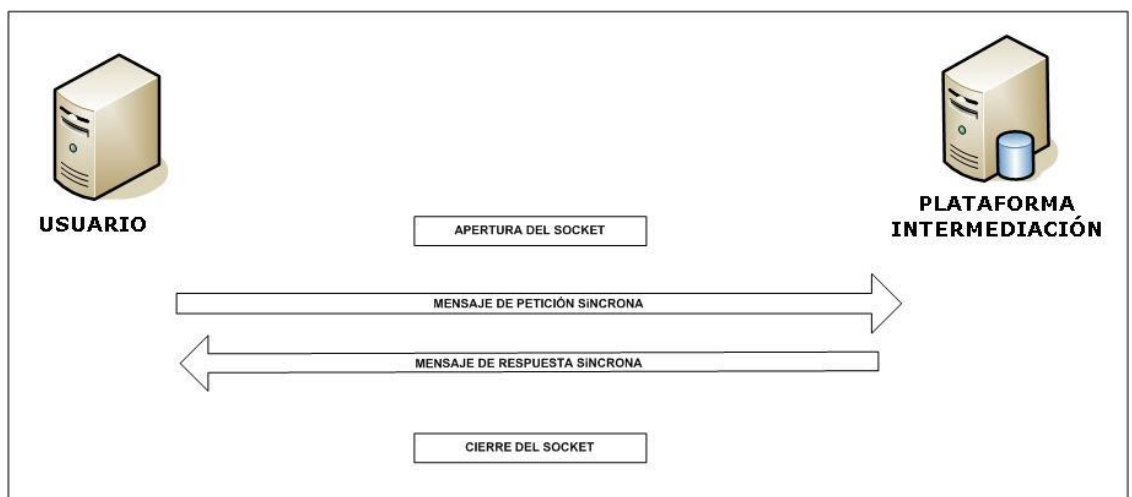 USUARIO
PLATAFORMA
INTERMEDIACIÓN
APERTURA DEL SOCKET
MENSAJE DE PETICIÓN SíNCRONA
MENSAJE DE RESPUESTA SíNCRONA
CIERRE DEL SOCKET